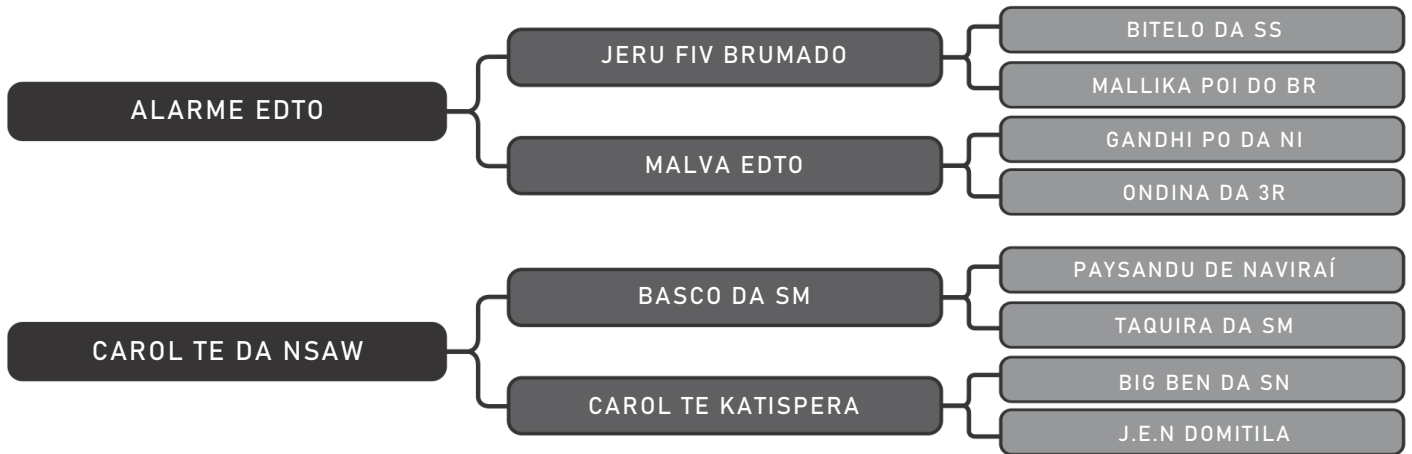 ALARME EDTO
JERU FIV BRUMADO
BITELO DA SS
MALLIKA POI DO BR
MALVA EDTO
GANDHI PO DA NI
ONDINA DA 3R
CAROL TE DA NSAW
BASCO DA SM
PAYSANDU DE NAVIRAÍ
TAQUIRA DA SM
CAROL TE KATISPERA
BIG BEN DA SN
J.E.N DOMITILA